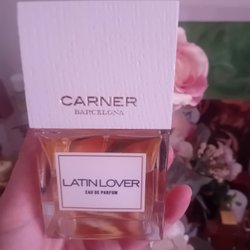 CARNER
BARCELONA
LATIN LOVER
EAU DE PARFUM